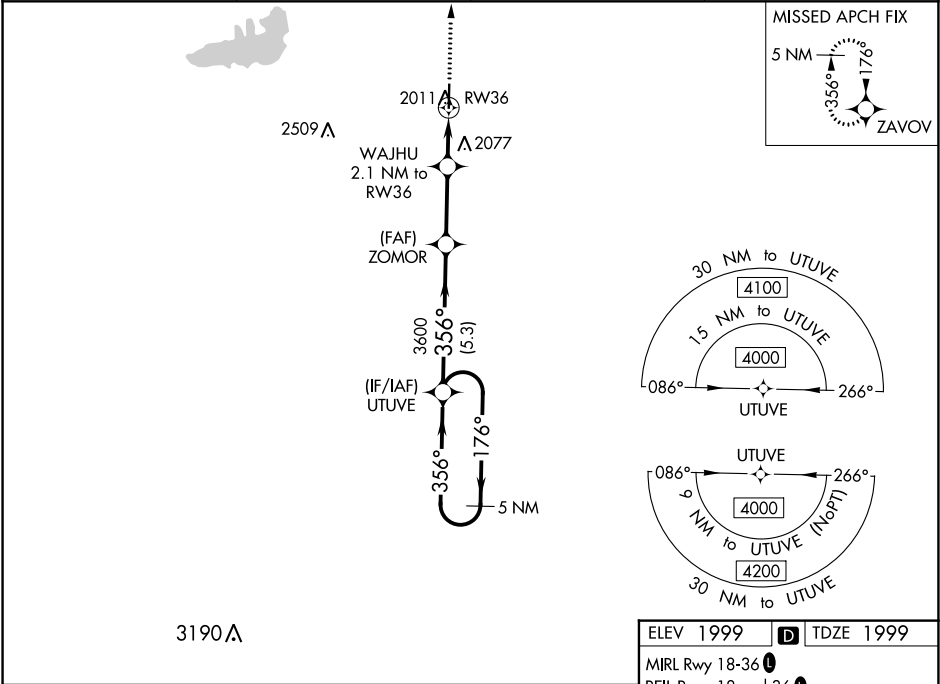 MISSED APCH FIX
5 NM
176°
356°
ZAVOV
2011
RW36
2509
2077
WAJHU
2.1 NM to
RW36
(FAF)
ZOMOR
3600
356°
(5.3)
(IF/IAF)
UTUVE
356°
176°
5 NM
30 NM to UTUVE
4100
15 NM to UTUVE
4000
086°
266°
UTUVE
UTUVE
086°
266°
4000
9 NM to UTUVE (NoPT)
4200
30 NM to UTUVE
3190
ELEV 1999 D TDZE 1999
MIRL Rwy 18-36 L